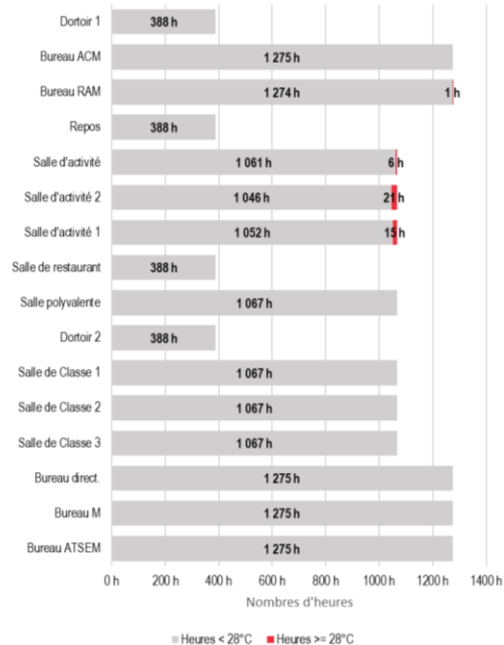 Dortoir 1 388 h
Bureau ACM 1 275 h
Bureau RAM 1 274 h 1 h
Repos 388 h
Salle d'activité 1 061 h 6 h
Salle d'activité 2 1 046 h 21 h
Salle d'activité 1 1 052 h 15 h
Salle de restaurant 388 h
Salle polyvalente 1 067 h
Dortoir 2 388 h
Salle de Classe 1 1 067 h
Salle de Classe 2 1 067 h
Salle de Classe 3 1 067 h
Bureau direct. 1 275 h
Bureau M 1 275 h
Bureau ATSEM 1 275 h
0 h 200 h 400 h 600 h 800 h 1000 h 1200 h 1400 h
Nombres d'heures
Heures < 28°C Heures >= 28°C